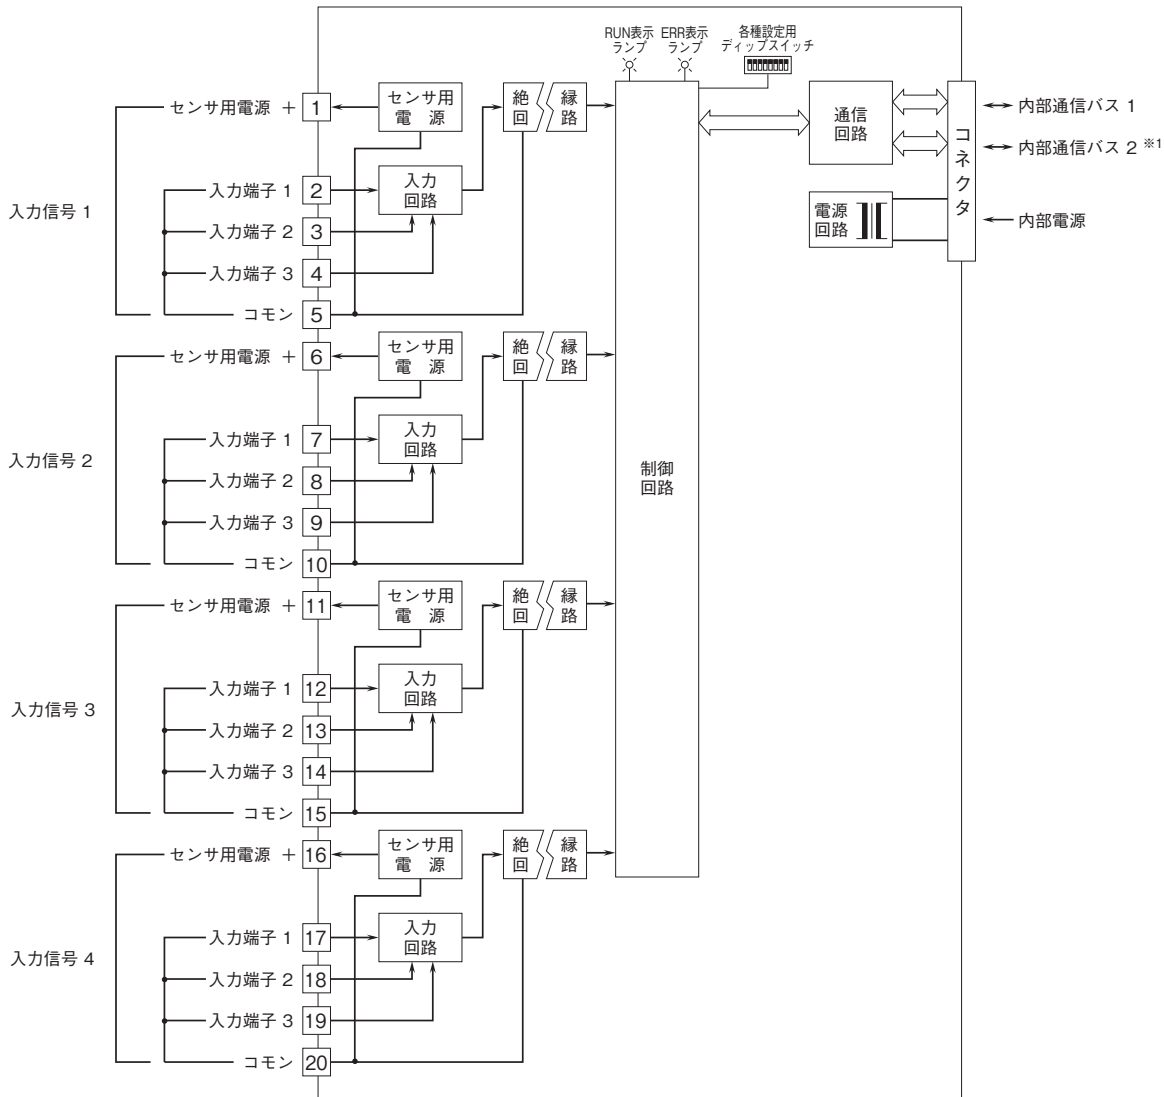 RUN表示
ランプ
ERR表示
ランプ
各種設定用
ディップスイッチ
入力信号 1
センサ用電源 + 1
入力端子 1 2
入力端子 2 3
入力端子 3 4
コモン 5
センサ用
電 源
入力
回路
絶 縁
回 路
入力信号 2
センサ用電源 + 6
入力端子 1 7
入力端子 2 8
入力端子 3 9
コモン 10
センサ用
電 源
入力
回路
絶 縁
回 路
入力信号 3
センサ用電源 + 11
入力端子 1 12
入力端子 2 13
入力端子 3 14
コモン 15
センサ用
電 源
入力
回路
絶 縁
回 路
入力信号 4
センサ用電源 + 16
入力端子 1 17
入力端子 2 18
入力端子 3 19
コモン 20
センサ用
電 源
入力
回路
絶 縁
回 路
制御
回路
通信
回路
電源
回路
コネクタ
内部通信バス 1
内部通信バス 2 ※1
内部電源